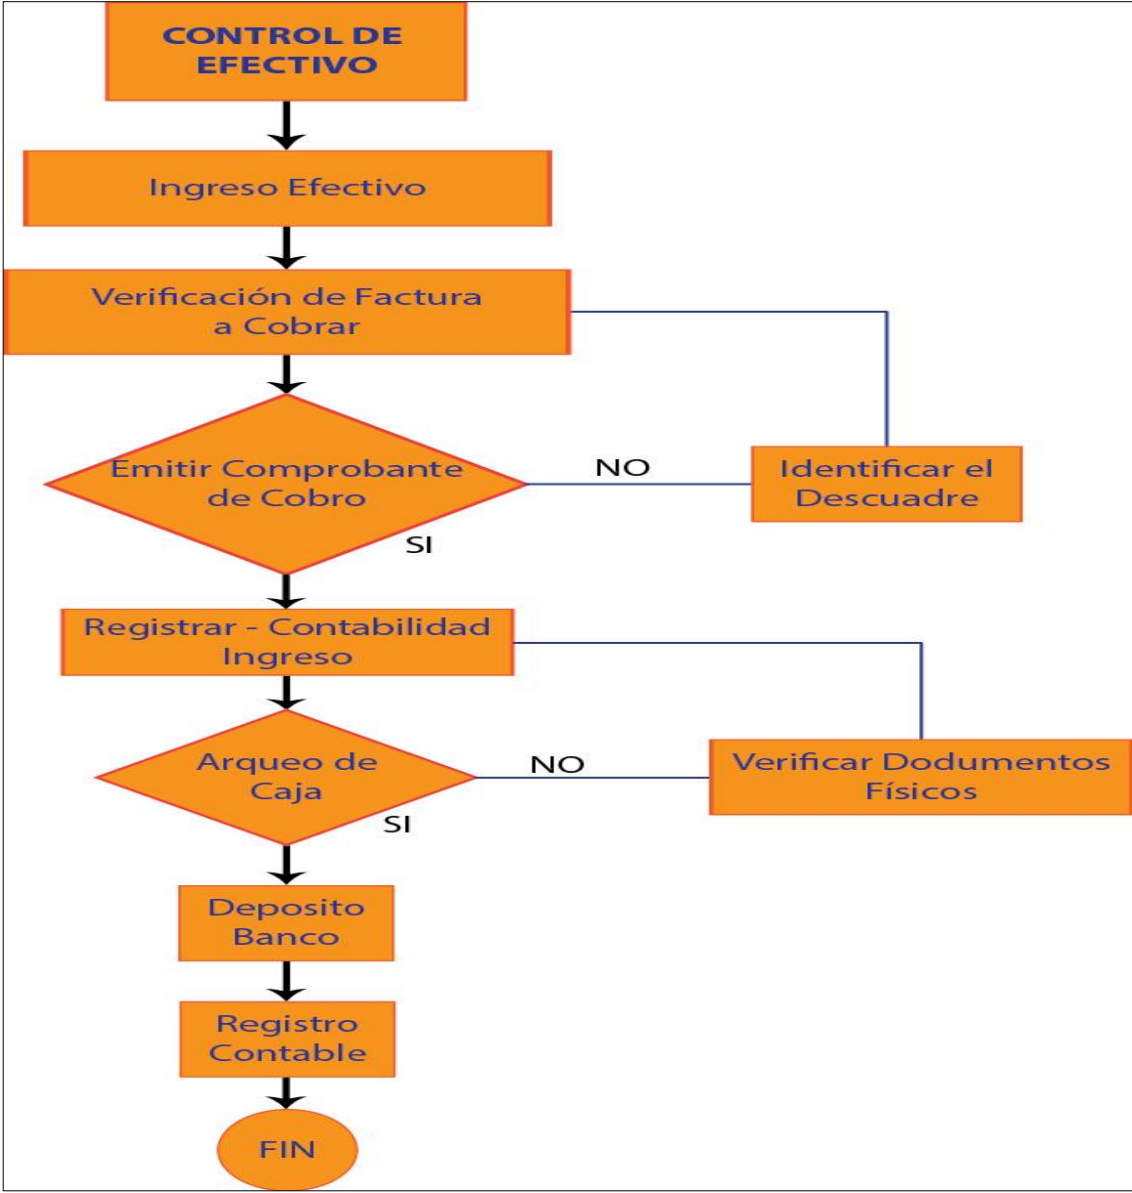 CONTROL DE
EFECTIVO
Ingreso Efectivo
Verificación de Factura
a Cobrar
Emitir Comprobante
de Cobro
NO
Identificar el
Descuadre
SI
Registrar - Contabilidad
Ingreso
Arqueo de
Caja
NO
Verificar Dodumentos
Físicos
SI
Deposito
Banco
Registro
Contable
FIN